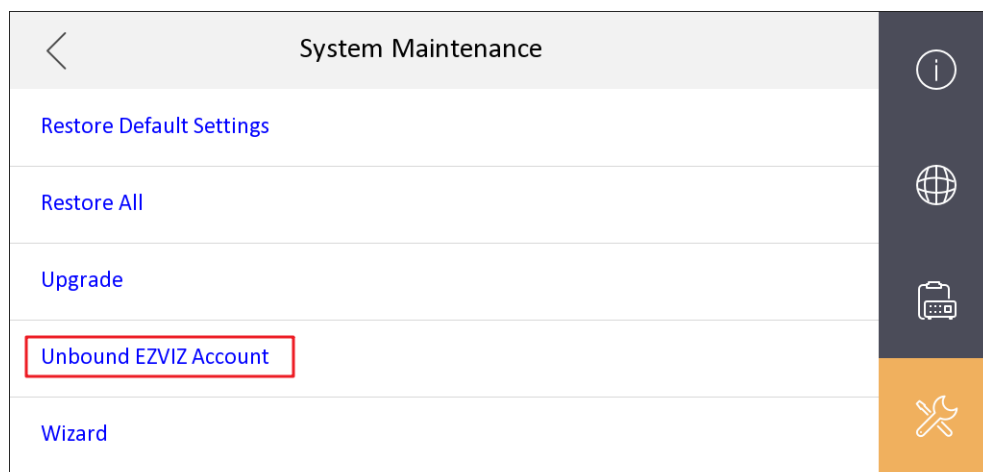 System Maintenance
Restore Default Settings
Restore All
Upgrade
Unbound EZVIZ Account
Wizard